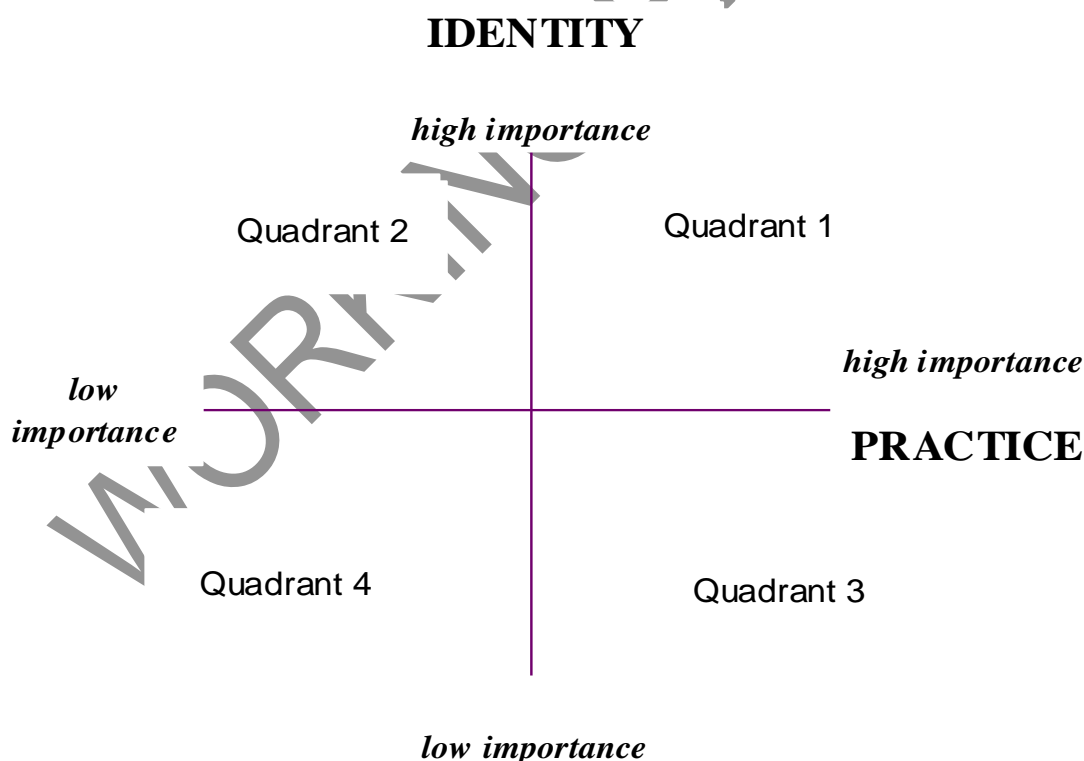 IDENTITY
high importance
Quadrant 2
Quadrant 1
high importance
low
importance
PRACTICE
Quadrant 4
Quadrant 3
low importance